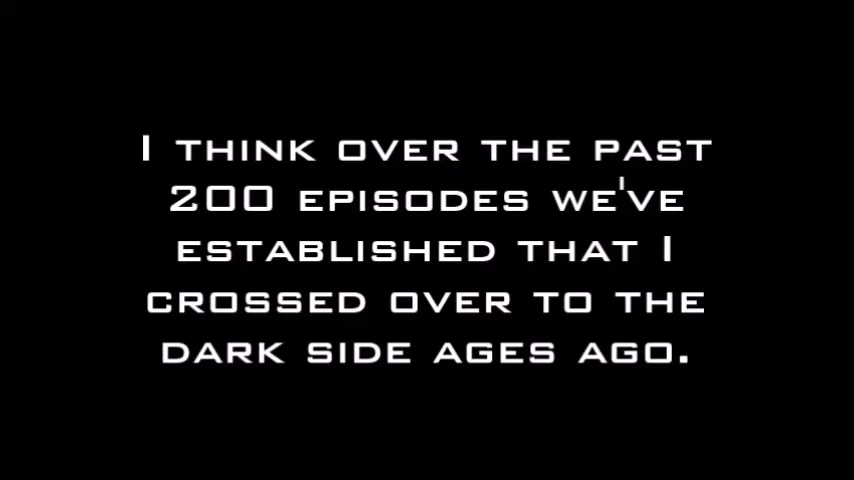 I THINK OVER THE PAST
200 EPISODES WE'VE
ESTABLISHED THAT I
CROSSED OVER TO THE
DARK SIDE AGES AGO.